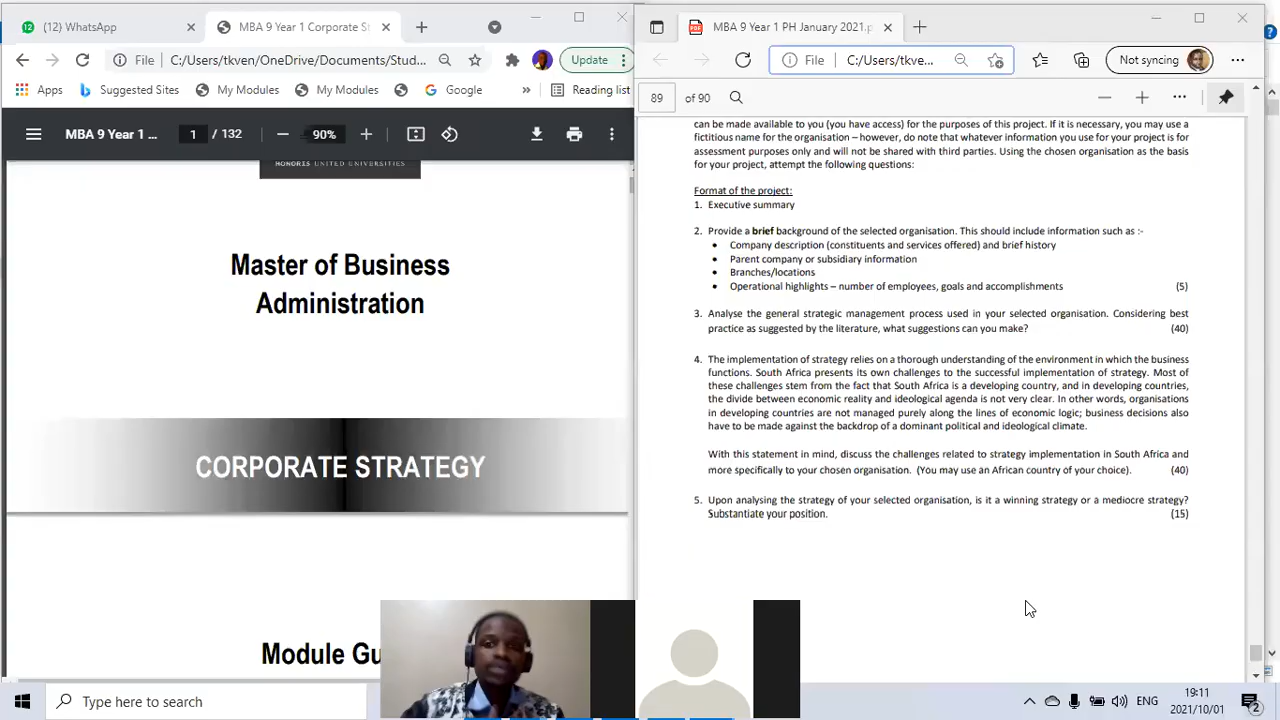 (12) WhatsApp
MBA 9 Year 1 Corporate St
File
C:/Users/tkven/OneDrive/Documents/Stud...
Update
Apps
Suggested Sites
My Modules
My Modules
Google
»
Reading list
MBA 9 Year 1 ...
1 / 132
90%
HONORIS UNITED UNIVERSITIES
Master of Business
Administration
CORPORATE STRATEGY
Module Gu
MBA 9 Year 1 PH January 2021.p
File
C:/Users/tkve...
Not syncing
89 of 90
can be made available to you (you have access) for the purposes of this project. If it is necessary, you may use a
fictitious name for the organisation – however, do note that whatever information you use for your project is for
assessment purposes only and will not be shared with third parties. Using the chosen organisation as the basis
for your project, attempt the following questions:
Format of the project:
1. Executive summary
2. Provide a brief background of the selected organisation. This should include information such as :-
• Company description (constituents and services offered) and brief history
• Parent company or subsidiary information
• Branches/locations
• Operational highlights – number of employees, goals and accomplishments (5)
3. Analyse the general strategic management process used in your selected organisation. Considering best
practice as suggested by the literature, what suggestions can you make? (40)
4. The implementation of strategy relies on a thorough understanding of the environment in which the business
functions. South Africa presents its own challenges to the successful implementation of strategy. Most of
these challenges stem from the fact that South Africa is a developing country, and in developing countries,
the divide between economic reality and ideological agenda is not very clear. In other words, organisations
in developing countries are not managed purely along the lines of economic logic; business decisions also
have to be made against the backdrop of a dominant political and ideological climate.
With this statement in mind, discuss the challenges related to strategy implementation in South Africa and
more specifically to your chosen organisation. (You may use an African country of your choice). (40)
5. Upon analysing the strategy of your selected organisation, is it a winning strategy or a mediocre strategy?
Substantiate your position. (15)
Type here to search
ENG
19:11
2021/10/01
2